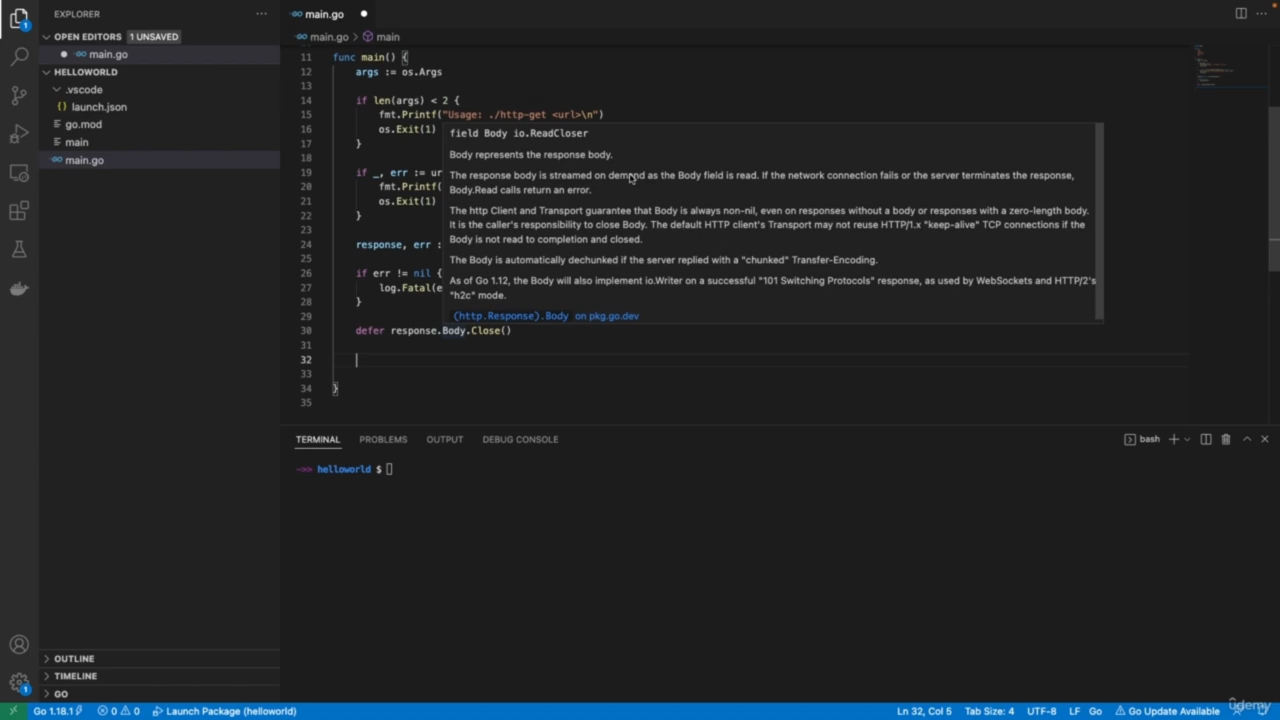 EXPLORER
OPEN EDITORS 1 UNSAVED
main.go
HELLOWORLD
.vscode
launch.json
go.mod
main
main.go
OUTLINE
TIMELINE
GO
main.go
main.go > main
11 func main() {
12 args := os.Args
13
14 if len(args) < 2 {
15 fmt.Printf("Usage: ./http-get <url>\n")
16 os.Exit(1)
17 }
18
19 if _, err := ur
20 fmt.Printf(
21 os.Exit(1)
22 }
23
24 response, err :
25
26 if err != nil {
27 log.Fatal(e
28 }
29
30 defer response.Body.Close()
31
32
33
34 }
35
field Body io.ReadCloser
Body represents the response body.
The response body is streamed on demand as the Body field is read. If the network connection fails or the server terminates the response,
Body.Read calls return an error.
The http Client and Transport guarantee that Body is always non-nil, even on responses without a body or responses with a zero-length body.
It is the caller's responsibility to close Body. The default HTTP client's Transport may not reuse HTTP/1.x "keep-alive" TCP connections if the
Body is not read to completion and closed.
The Body is automatically dechunked if the server replied with a "chunked" Transfer-Encoding.
As of Go 1.12, the Body will also implement io.Writer on a successful "101 Switching Protocols" response, as used by WebSockets and HTTP/2's
"h2c" mode.
(http.Response).Body on pkg.go.dev
TERMINAL PROBLEMS OUTPUT DEBUG CONSOLE
bash
helloworld $
Go 1.18.1 0 0 Launch Package (helloworld)
Ln 32, Col 5 Tab Size: 4 UTF-8 LF Go Go Update Available
udemy